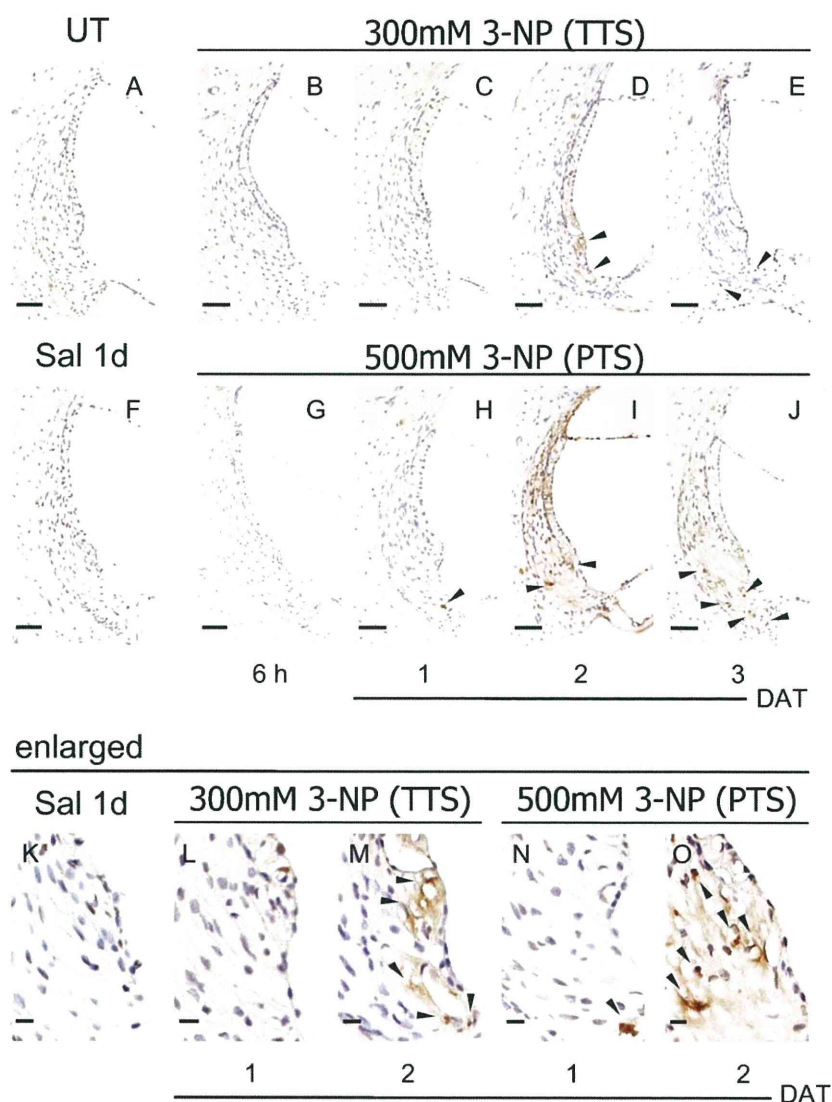 UT 300mM 3-NP (TTS)
A B C D E
Sal 1d 500mM 3-NP (PTS)
F G H I J
6 h 1 2 3
DAT
enlarged
Sal 1d 300mM 3-NP (TTS) 500mM 3-NP (PTS)
K L M N O
1 2 1 2
DAT